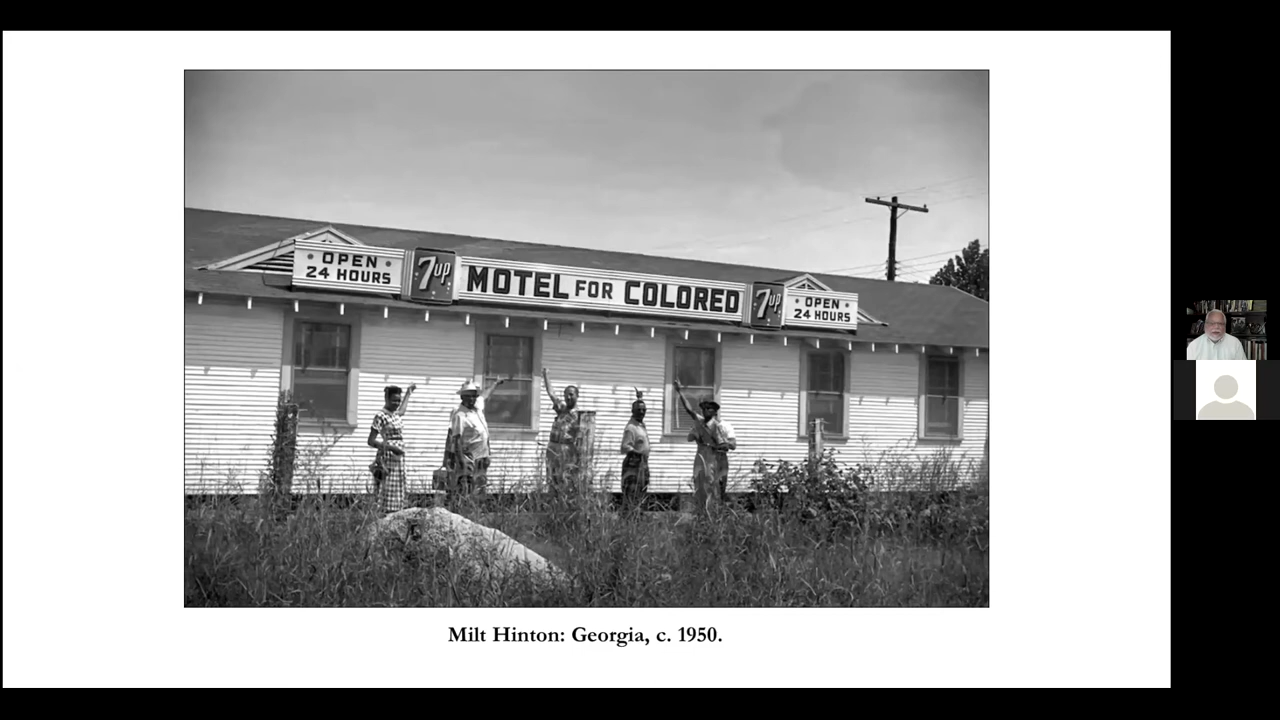 OPEN
24 HOURS
7up
MOTEL FOR COLORED
7up
OPEN
24 HOURS
Milt Hinton: Georgia, c. 1950.